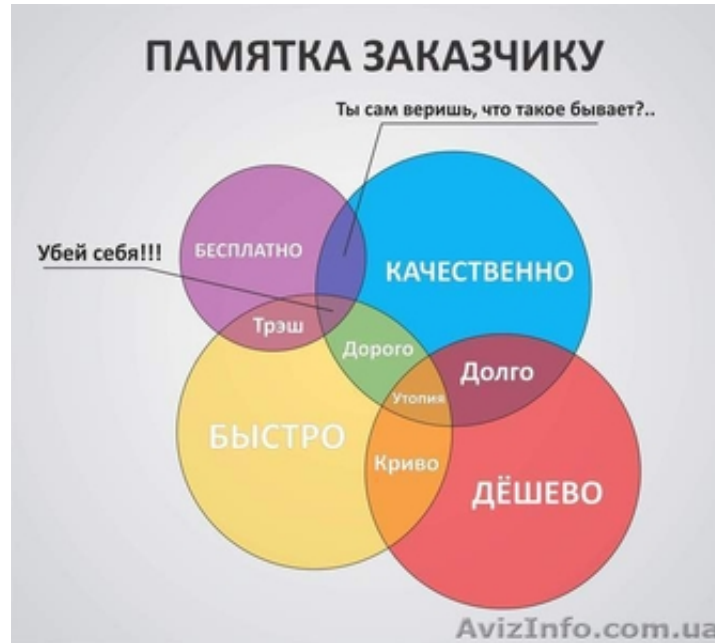 ПАМЯТКА ЗАКАЗЧИКУ
Ты сам веришь, что такое бывает?..
Убей себя!!!
БЕСПЛАТНО
КАЧЕСТВЕННО
Трэш
Дорого
Долго
Утопия
БЫСТРО
Криво
ДЁШЕВО
AvizInfo.com.ua